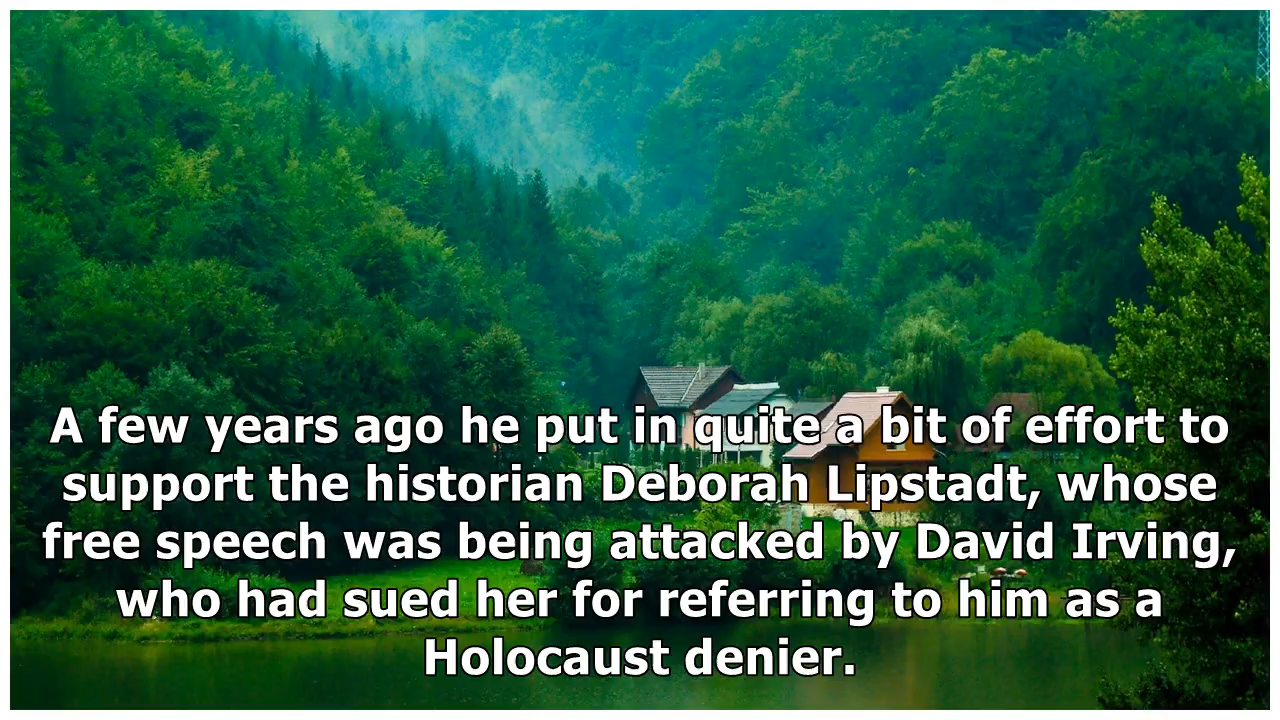 A few years ago he put in quite a bit of effort to
support the historian Deborah Lipstadt, whose
free speech was being attacked by David Irving,
who had sued her for referring to him as a
Holocaust denier.